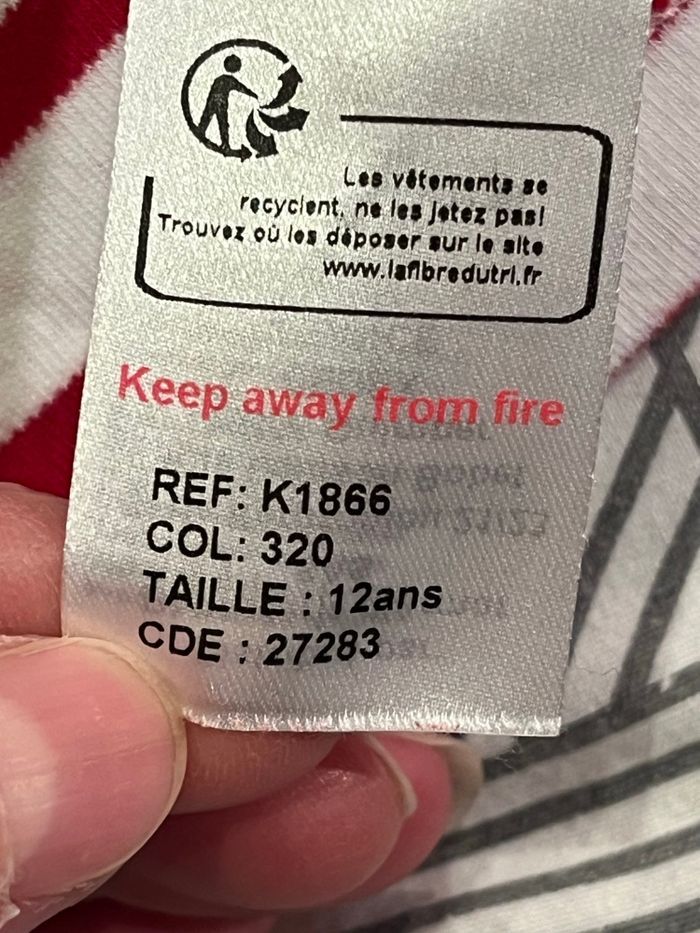 Les vêtements se
recyclent, ne les jetez pas!
Trouvez où les déposer sur le site
www.lafibredutri.fr
Keep away from fire
REF: K1866
COL: 320
TAILLE : 12ans
CDE : 27283